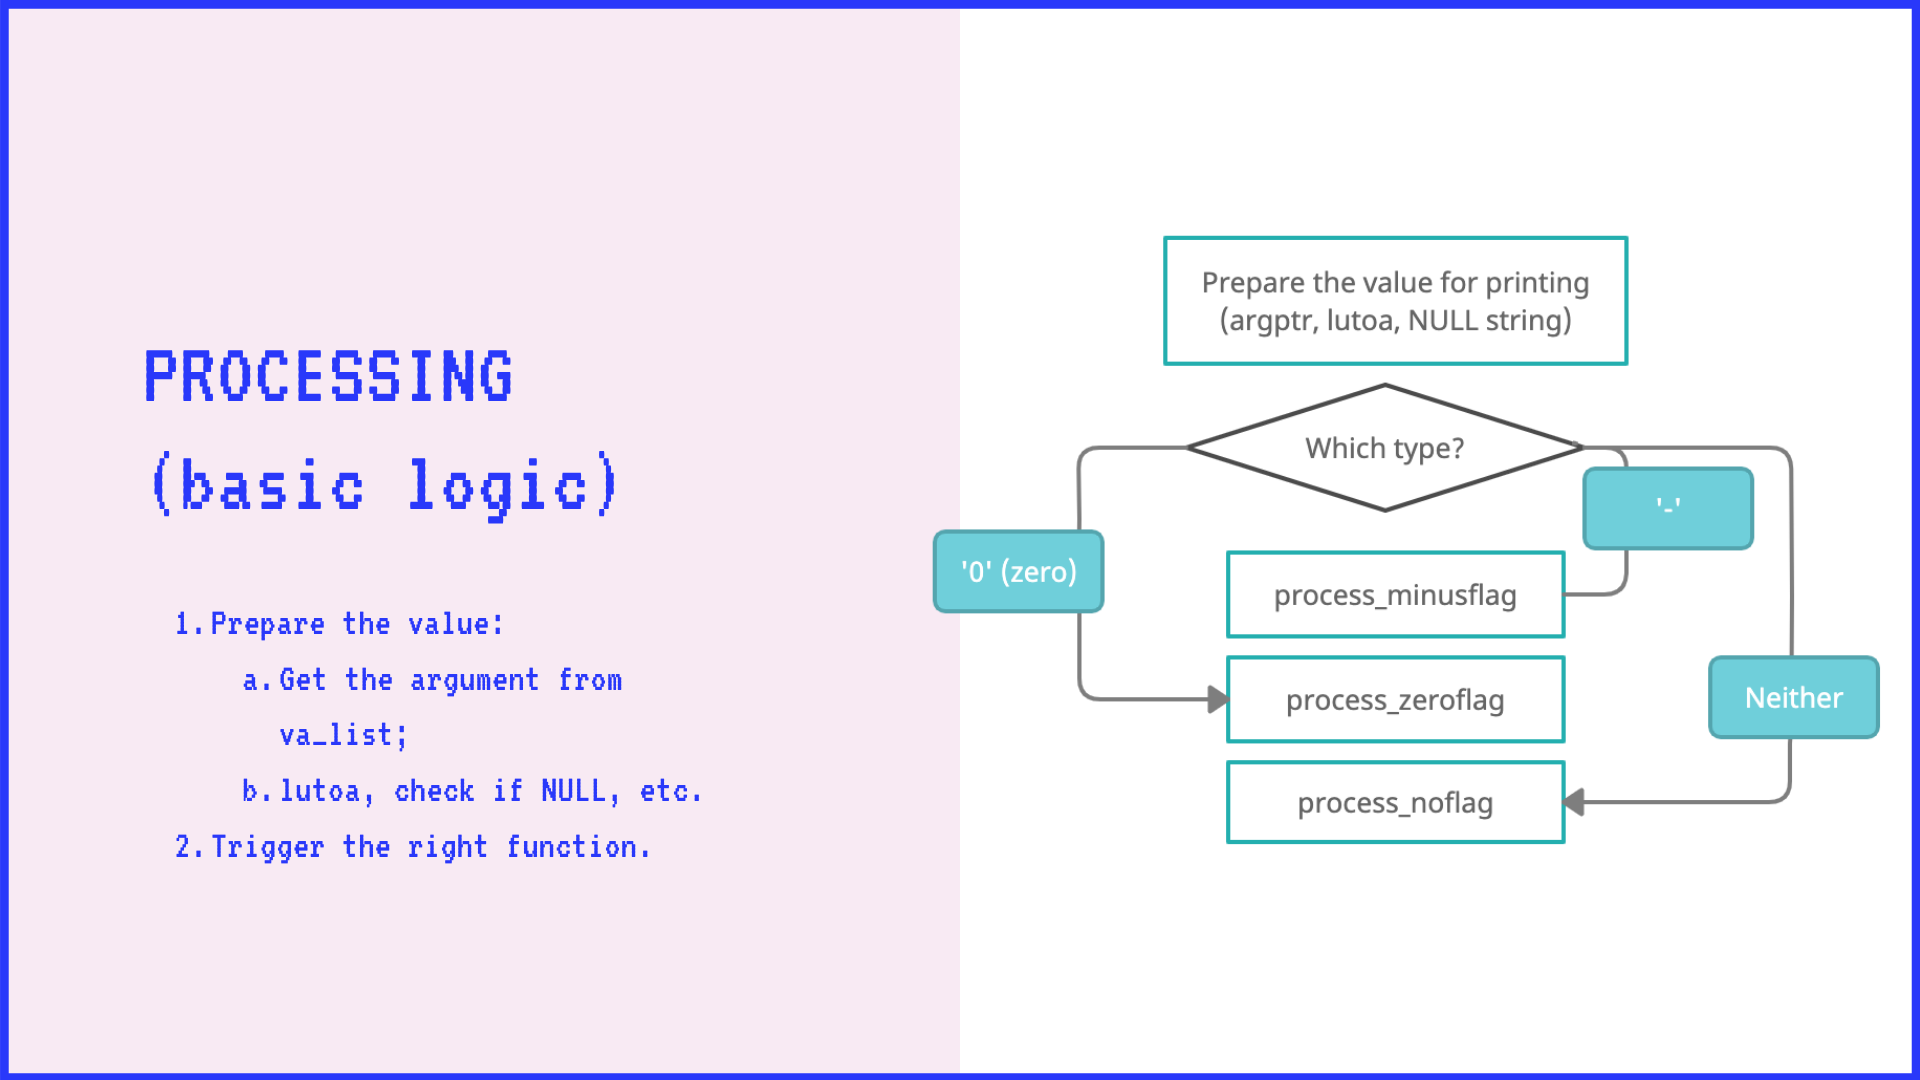 PROCESSING
(basic logic)
1. Prepare the value:
a. Get the argument from
va_list;
b. lutoa, check if NULL, etc.
2. Trigger the right function.
Prepare the value for printing
(argptr, lutoa, NULL string)
Which type?
'-'
'0' (zero)
process_minusflag
process_zeroflag
Neither
process_noflag